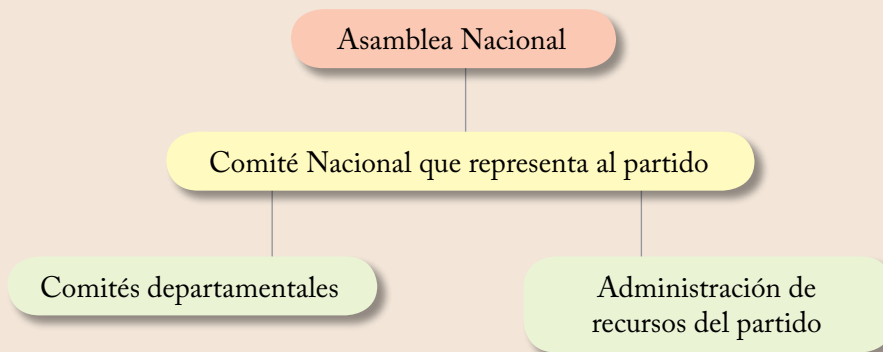 Asamblea Nacional
Comité Nacional que representa al partido
Comités departamentales
Administración de
recursos del partido